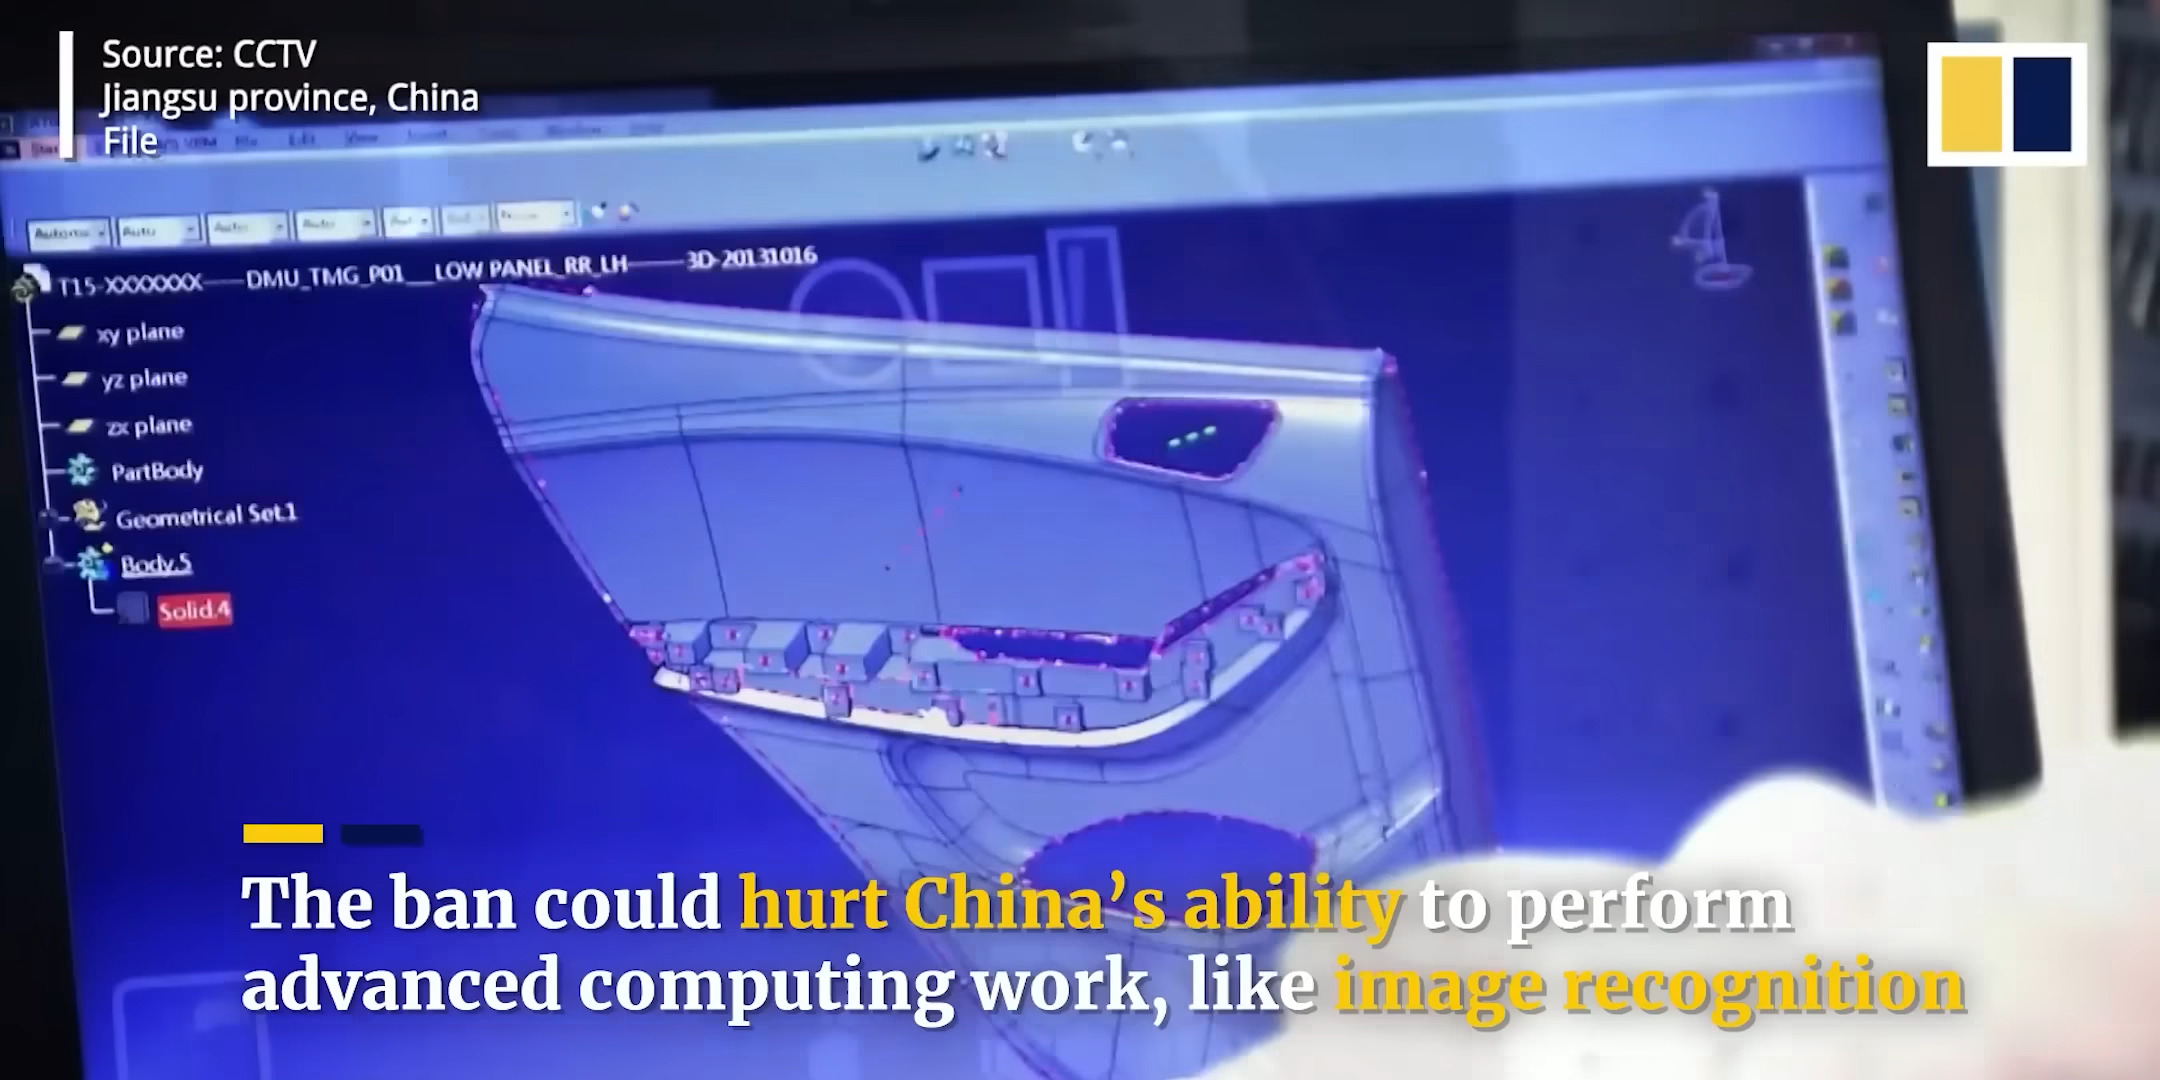 Source: CCTV
Jiangsu province, China
File
T15-XXXXXXX——DMU_TMG_P01__LOW PANEL_RR_LH———3D-20131016
xy plane
yz plane
zx plane
PartBody
Geometrical Set.1
Body.5
Solid.4
The ban could hurt China’s ability to perform
advanced computing work, like image recognition